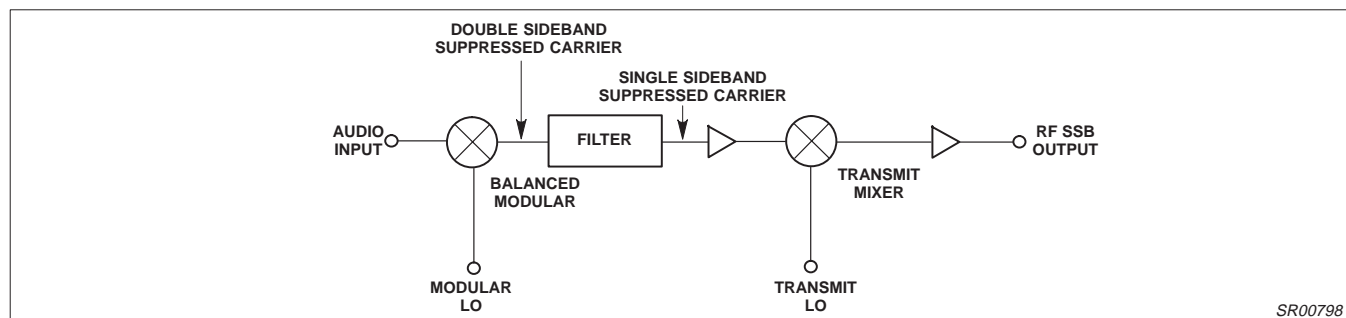 DOUBLE SIDEBAND
SUPPRESSED CARRIER
SINGLE SIDEBAND
SUPPRESSED CARRIER
AUDIO
INPUT
FILTER
RF SSB
OUTPUT
BALANCED
MODULAR
TRANSMIT
MIXER
MODULAR
LO
TRANSMIT
LO
SR00798